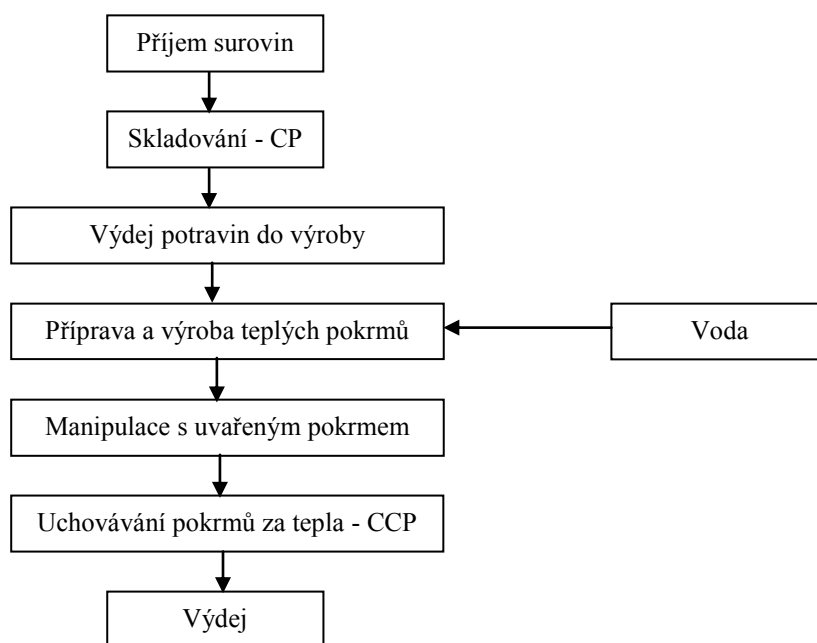 Příjem surovin
Skladování - CP
Výdej potravin do výroby
Příprava a výroba teplých pokrmů
Voda
Manipulace s uvařeným pokrmem
Uchovávání pokrmů za tepla - CCP
Výdej